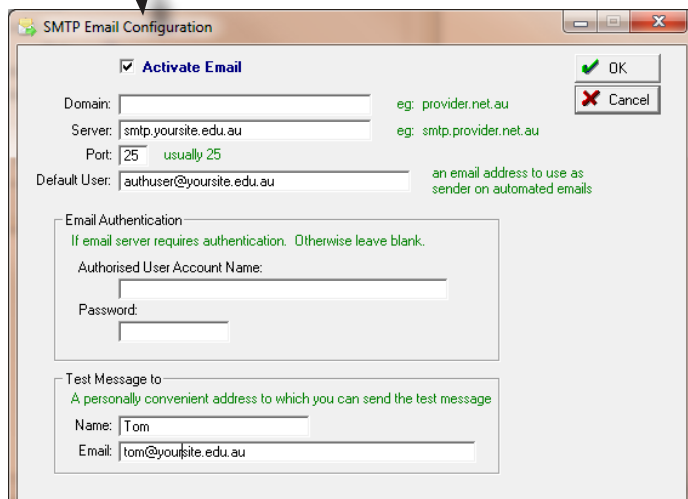 SMTP Email Configuration
Activate Email
OK
Cancel
Domain:
eg: provider.net.au
Server: smtp.yoursite.edu.au
eg: smtp.provider.net.au
Port: 25 usually 25
Default User: authuser@yoursite.edu.au
an email address to use as
sender on automated emails
Email Authentication
If email server requires authentication. Otherwise leave blank.
Authorised User Account Name:
Password:
Test Message to
A personally convenient address to which you can send the test message
Name: Tom
Email: tom@yoursite.edu.au